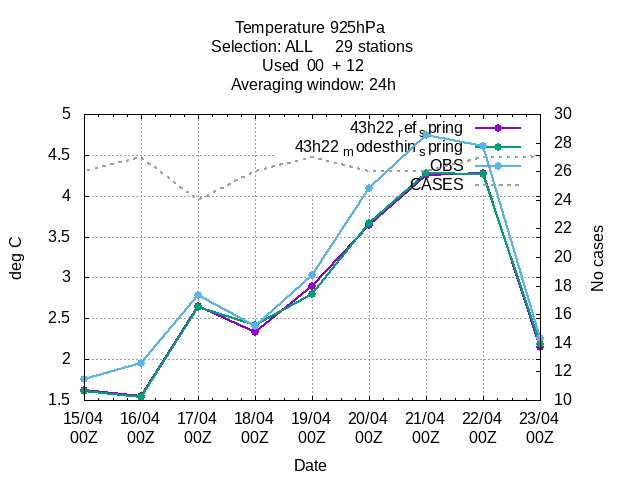 Temperature 925hPa
Selection: ALL     29 stations
Used  00  + 12
Averaging window: 24h
5
4.5
4
3.5
3
2.5
2
1.5
deg C
30
28
26
24
22
20
18
16
14
12
10
No cases
43h22 ref spring
43h22 modesthin spring
OBS
CASES
15/04 16/04 17/04 18/04 19/04 20/04 21/04 22/04 23/04
00Z 00Z 00Z 00Z 00Z 00Z 00Z 00Z 00Z
Date